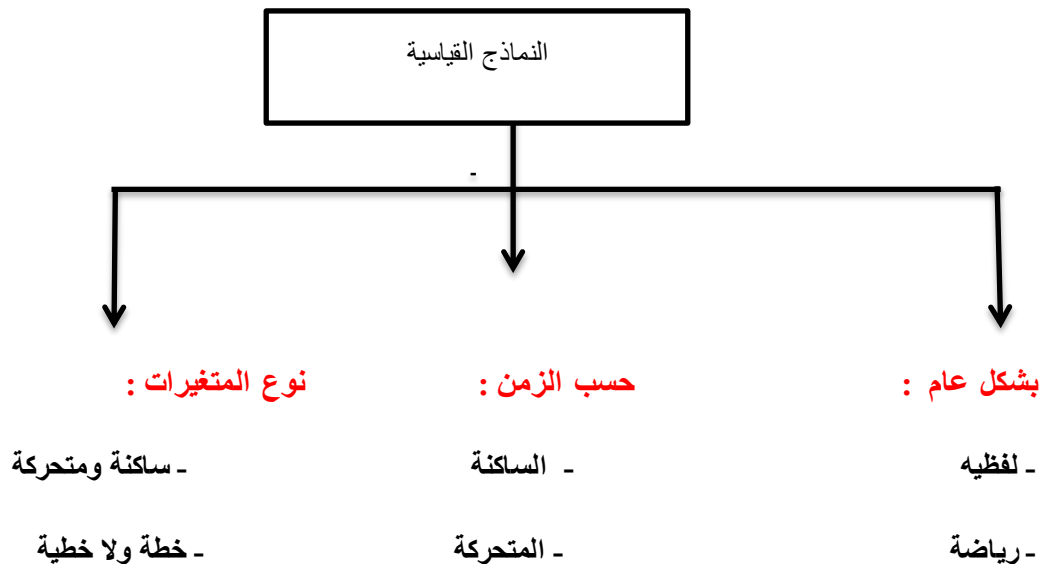 النماذج القياسية
-
بشكل عام :
حسب الزمن :
نوع المتغيرات :
- لفظيه
- الساكنة
- ساكنة ومتحركة
- رياضة
- المتحركة
- خطة ولا خطية